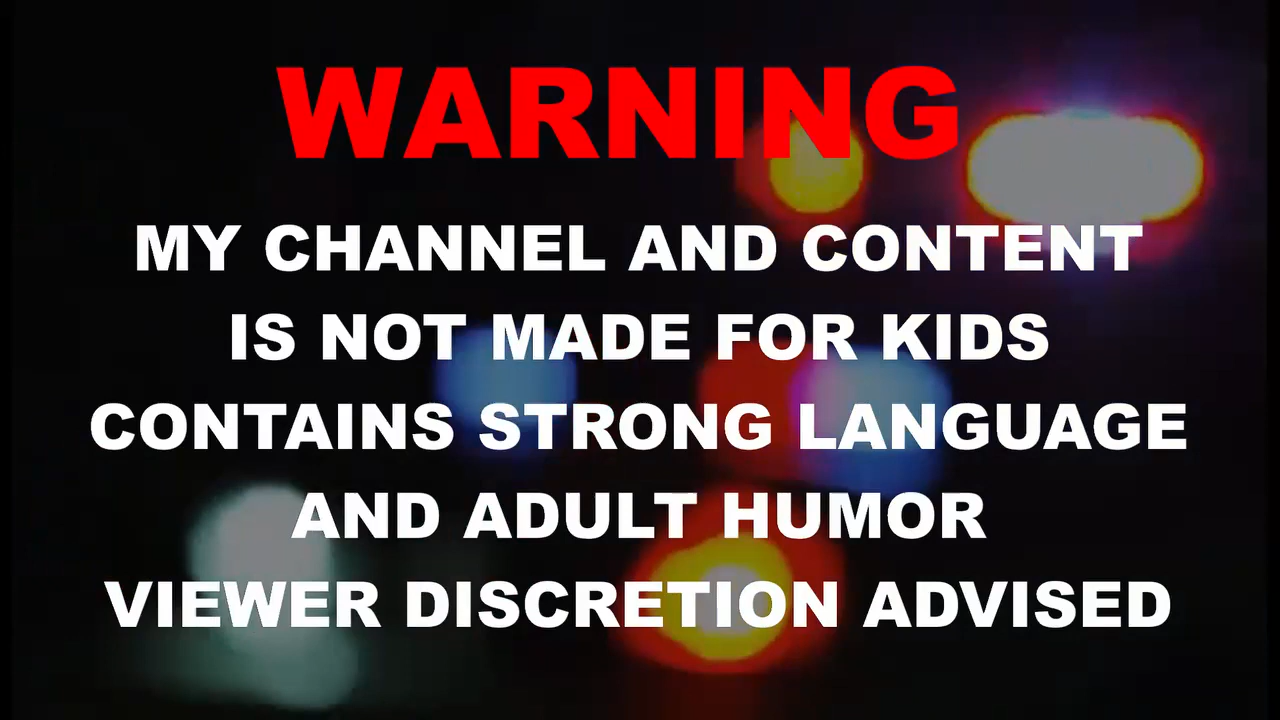 WARNING
MY CHANNEL AND CONTENT
IS NOT MADE FOR KIDS
CONTAINS STRONG LANGUAGE
AND ADULT HUMOR
VIEWER DISCRETION ADVISED